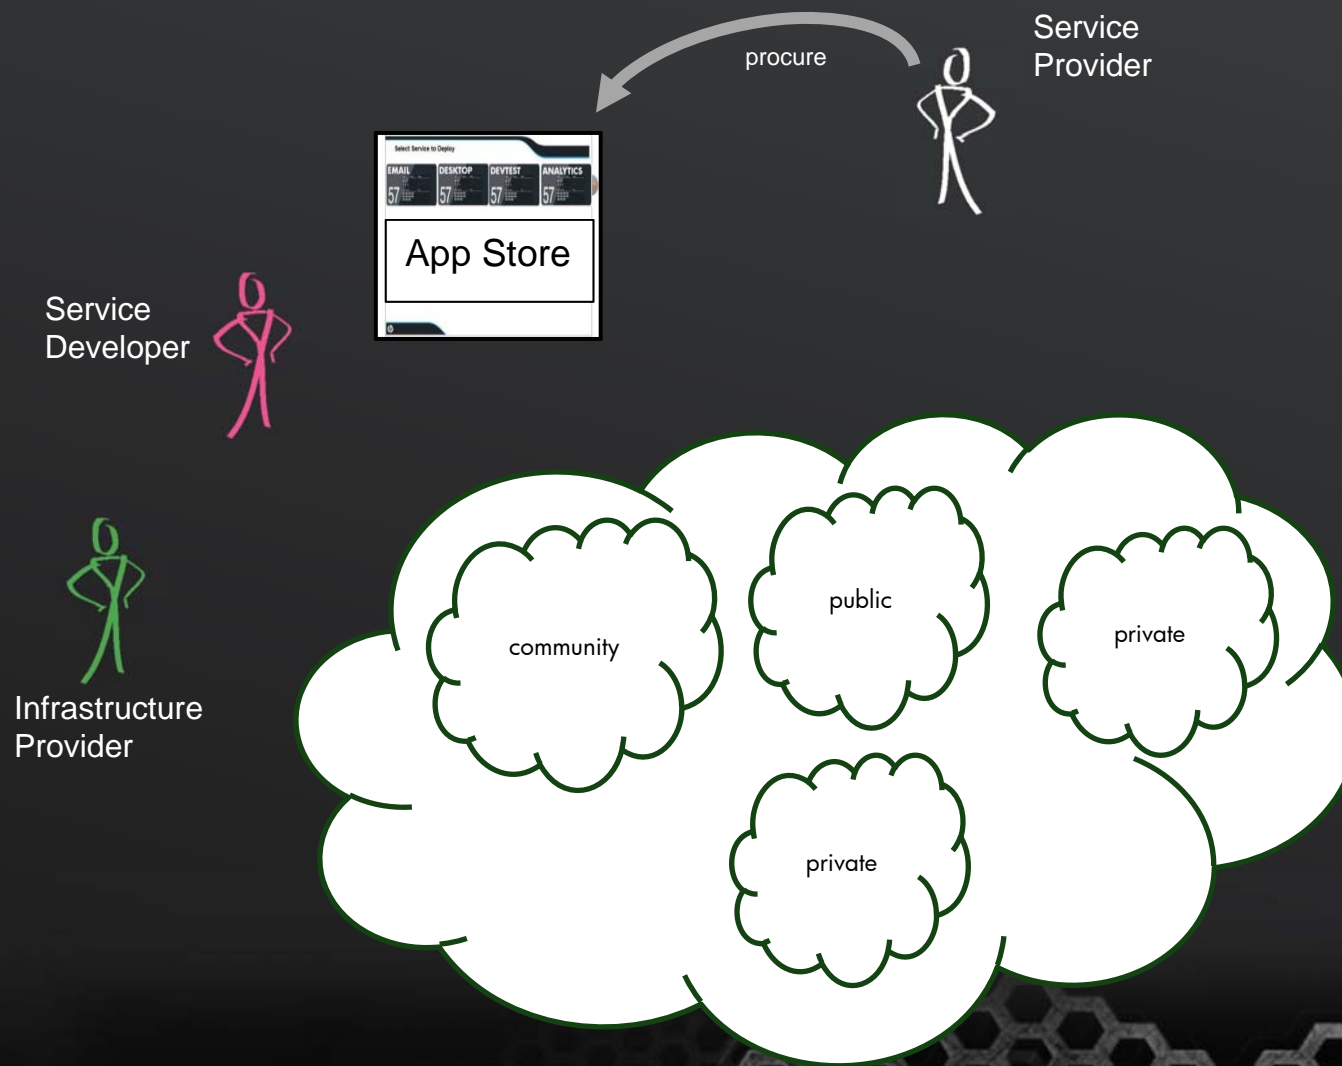 Service
Provider
procure
Select Service to Deploy
EMAIL
DESKTOP
DEVTEST
ANALYTICS
57
57
57
57
App Store
Service
Developer
public
community
private
Infrastructure
Provider
private